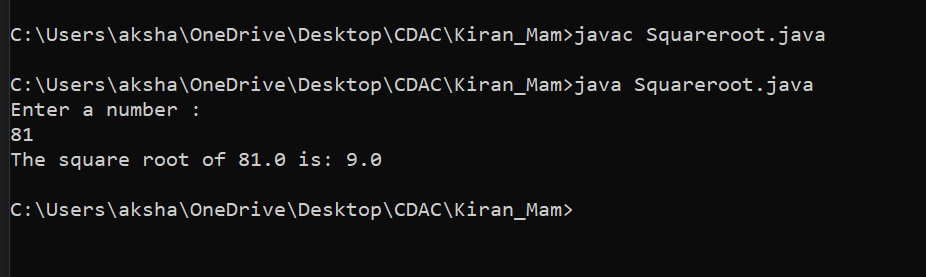 C:\Users\aksha\OneDrive\Desktop\CDAC\Kiran_Mam>javac Squareroot.java
C:\Users\aksha\OneDrive\Desktop\CDAC\Kiran_Mam>java Squareroot.java
Enter a number :
81
The square root of 81.0 is: 9.0
C:\Users\aksha\OneDrive\Desktop\CDAC\Kiran_Mam>